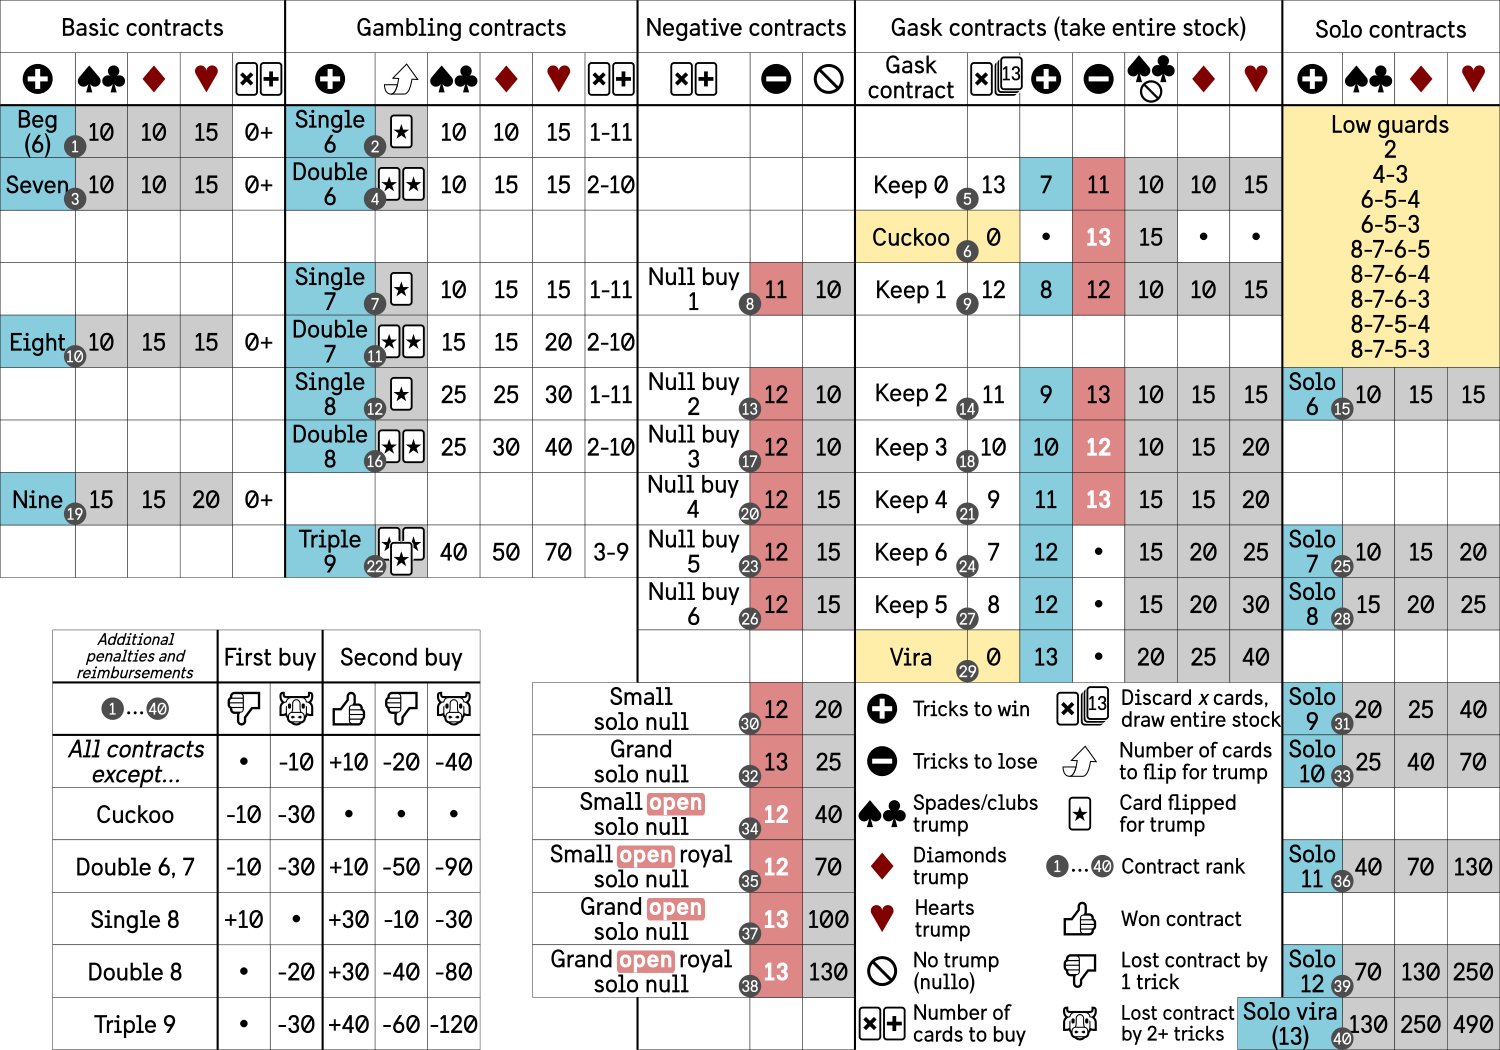 Basic contracts
Gambling contracts
Negative contracts
Gask contracts (take entire stock)
Solo contracts
Gask
contract
13
Beg
(6) 1 10 10 15 0+
Single
6 2 10 10 15 1-11
Low guards
2
4-3
6-5-4
6-5-3
8-7-6-5
8-7-6-4
8-7-6-3
8-7-5-4
8-7-5-3
Seven 3 10 10 15 0+
Double
6 4 10 15 15 2-10
Keep 0 5 13 7 11 10 10 15
Cuckoo 6 0 • 13 15 • •
Single
7 7 10 15 15 1-11
Null buy
1 8 11 10
Keep 1 9 12 8 12 10 10 15
Eight 10 10 15 15 0+
Double
7 11 15 15 20 2-10
Single
8 12 25 25 30 1-11
Null buy
2 13 12 10
Keep 2 14 11 9 13 10 15 15
Solo
6 15 10 15 15
Double
8 16 25 30 40 2-10
Null buy
3 17 12 10
Keep 3 18 10 10 12 10 15 20
Nine 19 15 15 20 0+
Null buy
4 20 12 15
Keep 4 21 9 11 13 15 15 20
Triple
9 22 40 50 70 3-9
Null buy
5 23 12 15
Keep 6 24 7 12 • 15 20 25
Solo
7 25 10 15 20
Null buy
6 26 12 15
Keep 5 27 8 12 • 15 20 30
Solo
8 28 15 20 25
Vira 29 0 13 • 20 25 40
Small
solo null 30 12 20
Solo
9 31 20 25 40
Grand
solo null 32 13 25
Solo
10 33 25 40 70
Small open
solo null 34 12 40
Small open royal
solo null 35 12 70
Solo
11 36 40 70 130
Grand open
solo null 37 13 100
Grand open royal
solo null 38 13 130
Solo
12 39 70 130 250
Solo vira
(13) 40 130 250 490
Additional
penalties and
reimbursements
First buy
Second buy
1...40
All contracts
except... • -10 +10 -20 -40
Cuckoo -10 -30 • • •
Double 6, 7 -10 -30 +10 -50 -90
Single 8 +10 • +30 -10 -30
Double 8 • -20 +30 -40 -80
Triple 9 • -30 +40 -60 -120
Tricks to win
Tricks to lose
Spades/clubs
trump
Diamonds
trump
Hearts
trump
No trump
(nullo)
Number of
cards to buy
13
Discard x cards,
draw entire stock
Number of cards
to flip for trump
Card flipped
for trump
1...40 Contract rank
Won contract
Lost contract by
1 trick
Lost contract
by 2+ tricks